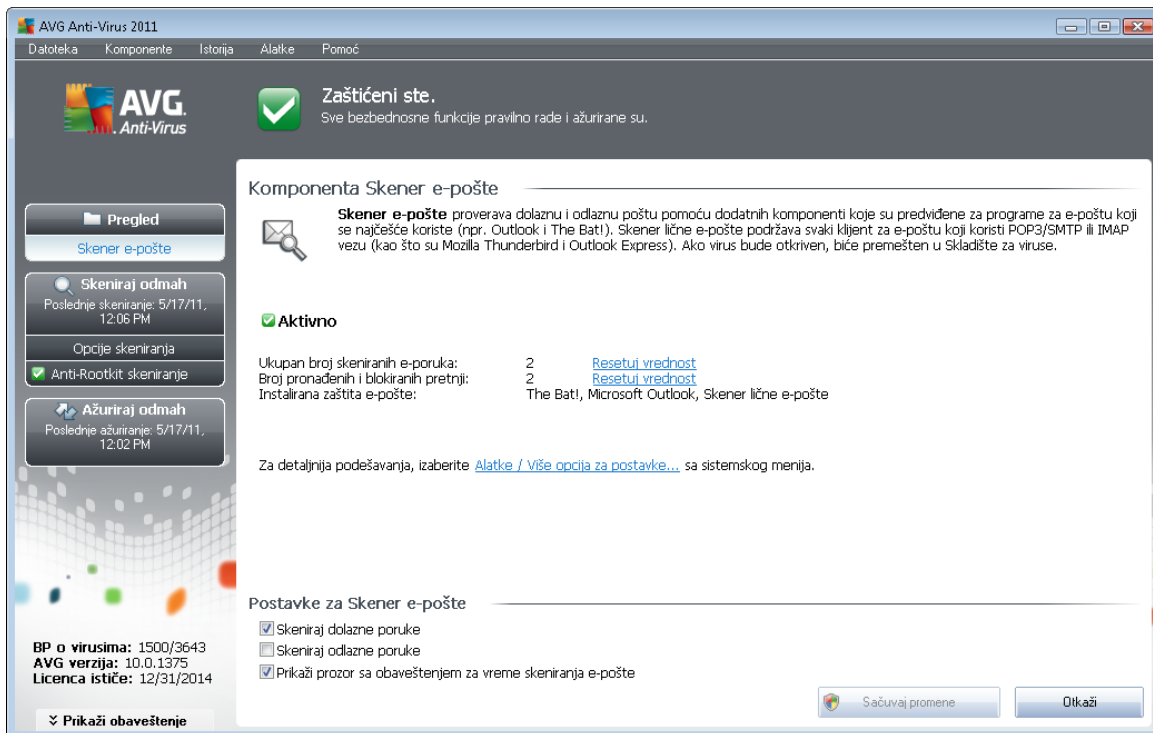 AVG Anti-Virus 2011
Datoteka Komponente Istorija Alatke Pomoć
AVG.
Anti-Virus
Zaštićeni ste.
Sve bezbednosne funkcije pravilno rade i ažurirane su.
Pregled
Skener e-pošte
Skeniraj odmah
Poslednje skeniranje: 5/17/11,
12:06 PM
Opcije skeniranja
Anti-Rootkit skeniranje
Ažuriraj odmah
Poslednje ažuriranje: 5/17/11,
12:02 PM
BP o virusima: 1500/3643
AVG verzija: 10.0.1375
Licenca ističe: 12/31/2014
Prikaži obaveštenje
Komponenta Skener e-pošte
Skener e-pošte proverava dolaznu i odlaznu poštu pomoću dodatnih komponenti koje su predviđene za programe za e-poštu koji
se najčešće koriste (npr. Outlook i The Bat!). Skener lične e-pošte podržava svaki klijent za e-poštu koji koristi POP3/SMTP ili IMAP
vezu (kao što su Mozilla Thunderbird i Outlook Express). Ako virus bude otkriven, biće premešten u Skladište za viruse.
Aktivno
Ukupan broj skeniranih e-poruka: 2 Resetuj vrednost
Broj pronađenih i blokiranih pretnji: 2 Resetuj vrednost
Instalirana zaštita e-pošte: The Bat!, Microsoft Outlook, Skener lične e-pošte
Za detaljnija podešavanja, izaberite Alatke / Više opcija za postavke... sa sistemskog menija.
Postavke za Skener e-pošte
Skeniraj dolazne poruke
Skeniraj odlazne poruke
Prikaži prozor sa obaveštenjem za vreme skeniranja e-pošte
Sačuvaj promene Otkaži